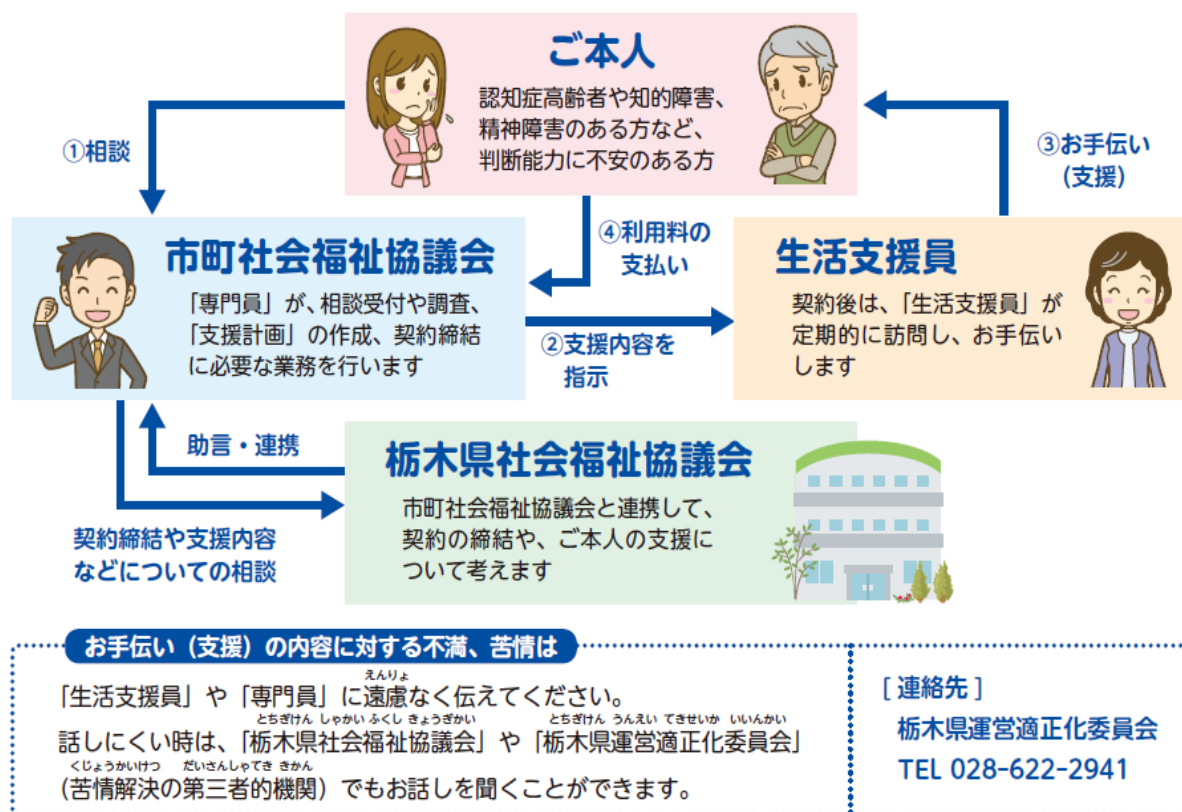 ご本人
認知症高齢者や知的障害、
精神障害のある方など、
判断能力に不安のある方
①相談
③お手伝い
(支援)
市町社会福祉協議会
「専門員」が、相談受付や調査、
「支援計画」の作成、契約締結
に必要な業務を行います
④利用料の
支払い
②支援内容を
指示
生活支援員
契約後は、「生活支援員」が
定期的に訪問し、お手伝い
します
助言・連携
契約締結や支援内容
などについての相談
栃木県社会福祉協議会
市町社会福祉協議会と連携して、
契約の締結や、ご本人の支援に
ついて考えます
お手伝い（支援）の内容に対する不満、苦情は
えんりょ
「生活支援員」や「専門員」に遠慮なく伝えてください。
とちぎけん しゃかい ふくし きょうぎかい とちぎけん うんえい てきせいか いいんかい
話しにくい時は、「栃木県社会福祉協議会」や「栃木県運営適正化委員会」
くじょうかいけつ だいさんしゃてき きかん
（苦情解決の第三者的機関）でもお話しを聞くことができます。
[ 連絡先 ]
栃木県運営適正化委員会
TEL 028-622-2941